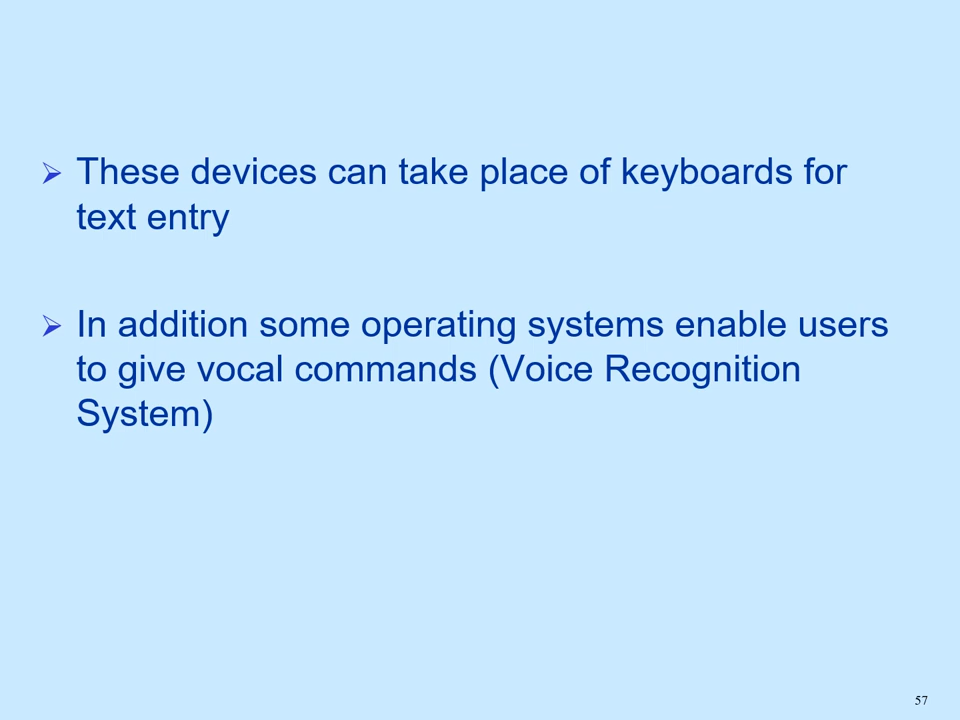 ➢ These devices can take place of keyboards for
text entry
➢ In addition some operating systems enable users
to give vocal commands (Voice Recognition
System)
57